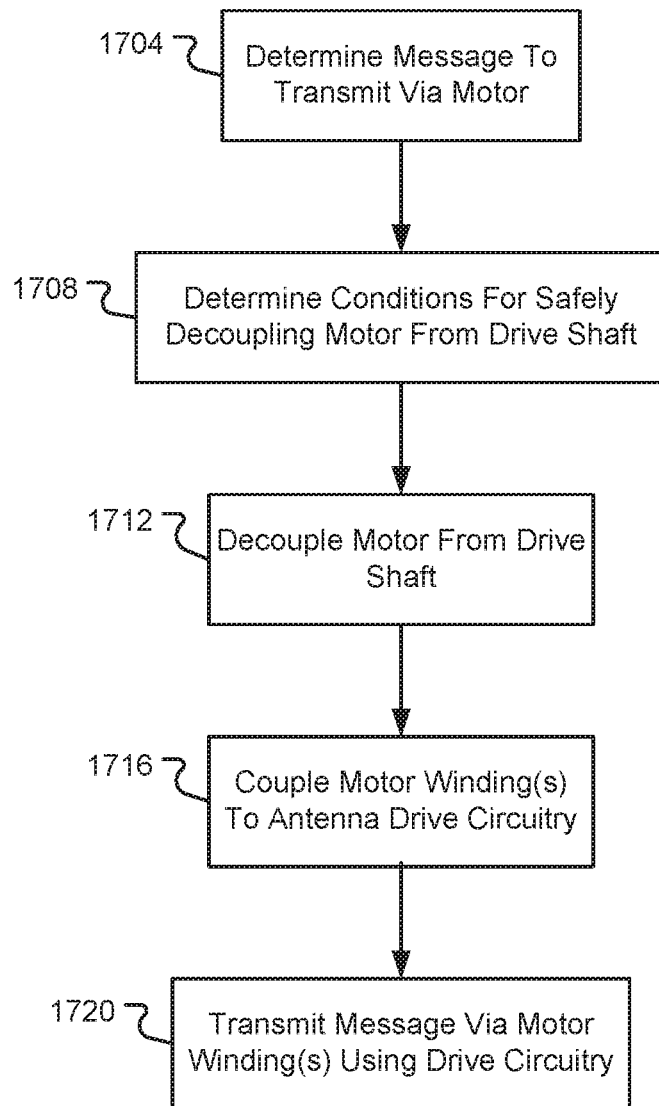 1704
Determine Message To
Transmit Via Motor
1708
Determine Conditions For Safely
Decoupling Motor From Drive Shaft
1712
Decouple Motor From Drive
Shaft
1716
Couple Motor Winding(s)
To Antenna Drive Circuitry
1720
Transmit Message Via Motor
Winding(s) Using Drive Circuitry